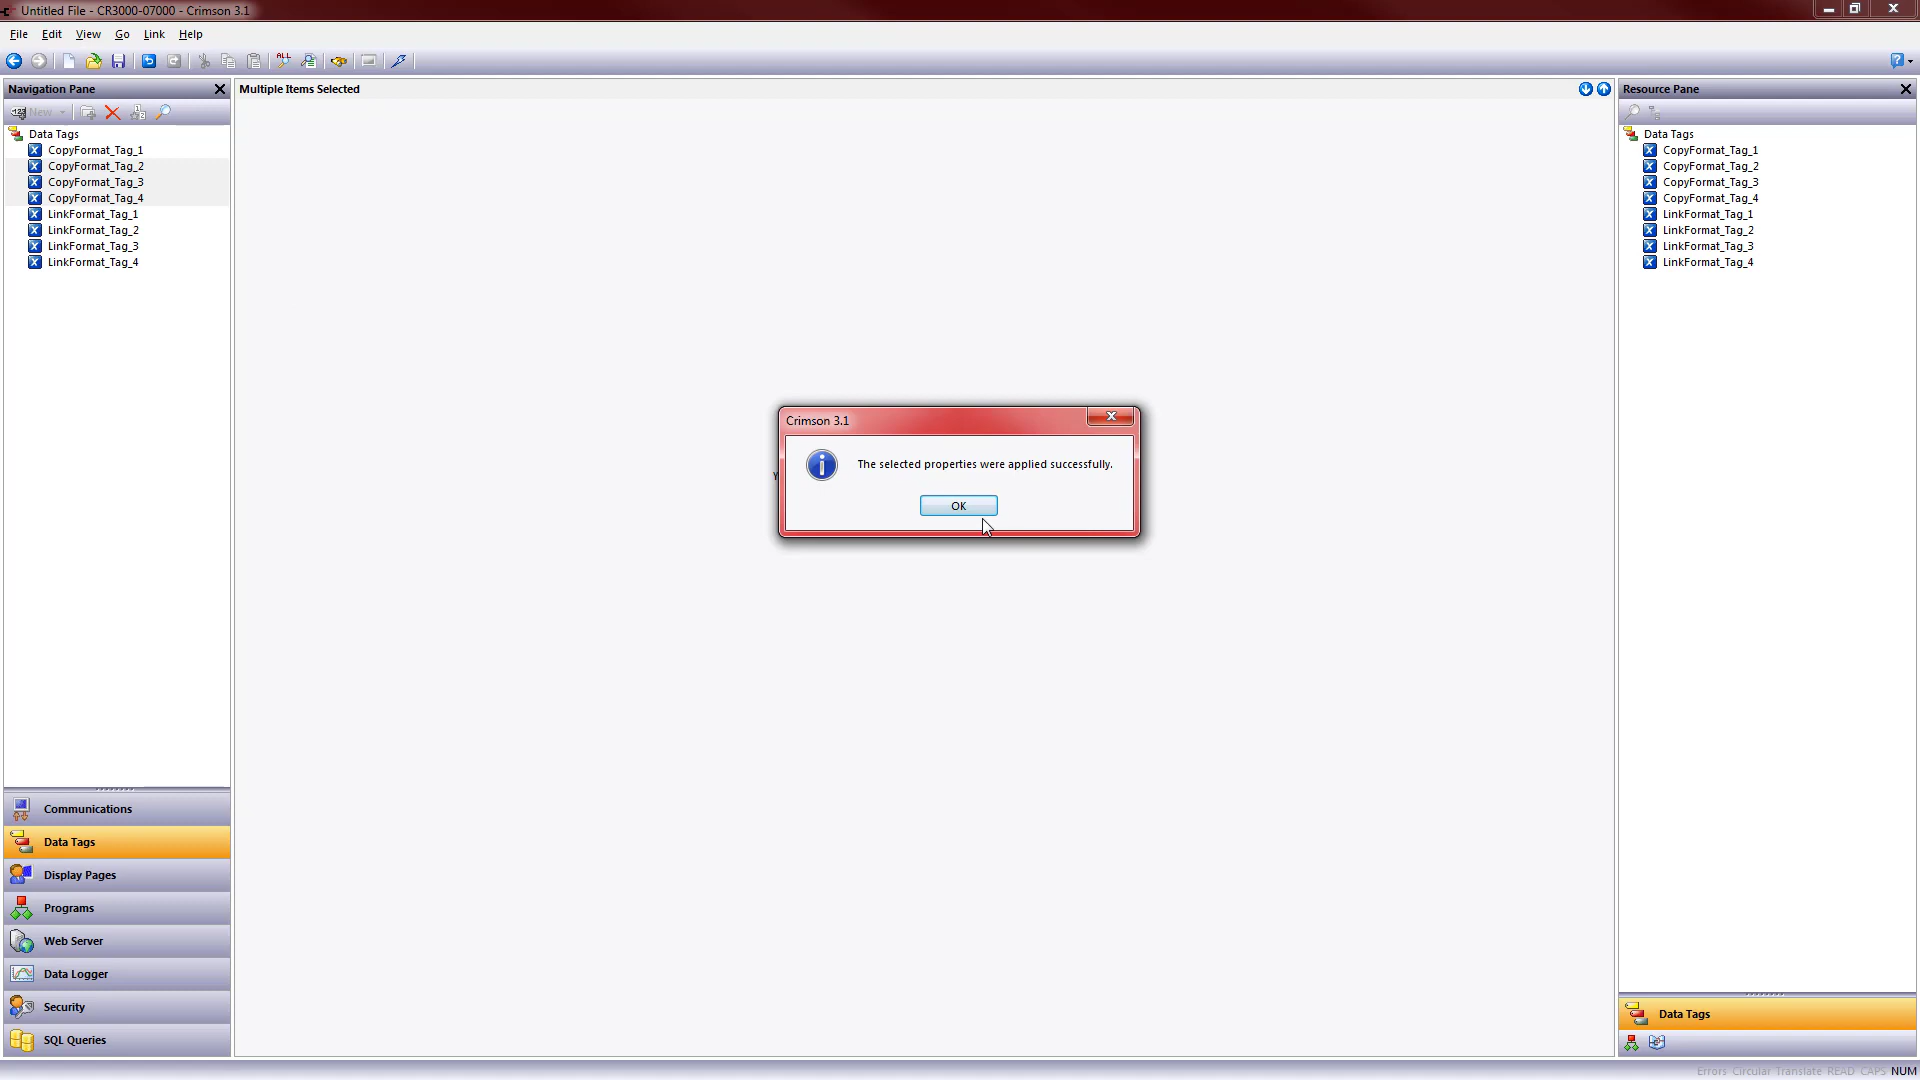 Untitled File - CR3000-07000 - Crimson 3.1
File Edit View Go Link Help
Navigation Pane
Multiple Items Selected
Resource Pane
New
Data Tags
CopyFormat_Tag_1
CopyFormat_Tag_2
CopyFormat_Tag_3
CopyFormat_Tag_4
LinkFormat_Tag_1
LinkFormat_Tag_2
LinkFormat_Tag_3
LinkFormat_Tag_4
Data Tags
CopyFormat_Tag_1
CopyFormat_Tag_2
CopyFormat_Tag_3
CopyFormat_Tag_4
LinkFormat_Tag_1
LinkFormat_Tag_2
LinkFormat_Tag_3
LinkFormat_Tag_4
Crimson 3.1
The selected properties were applied successfully.
OK
Communications
Data Tags
Display Pages
Programs
Web Server
Data Logger
Security
SQL Queries
Data Tags
Errors Circular Translate READ CAPS NUM